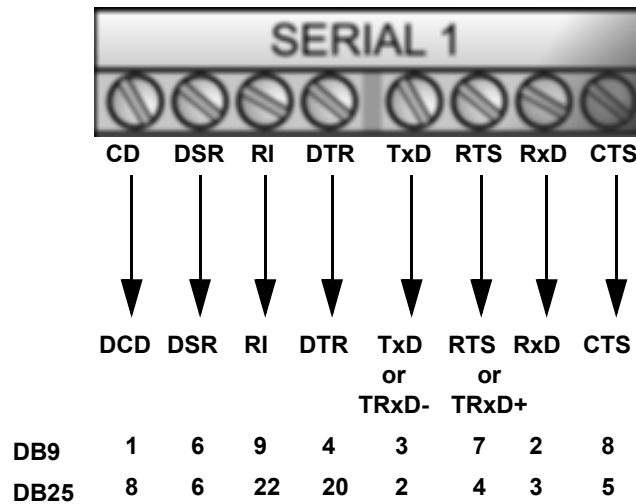 SERIAL 1
CD DSR RI DTR TxD RTS RxD CTS
DCD DSR RI DTR TxD RTS RxD CTS
or or
TRxD- TRxD+
DB9 1 6 9 4 3 7 2 8
DB25 8 6 22 20 2 4 3 5